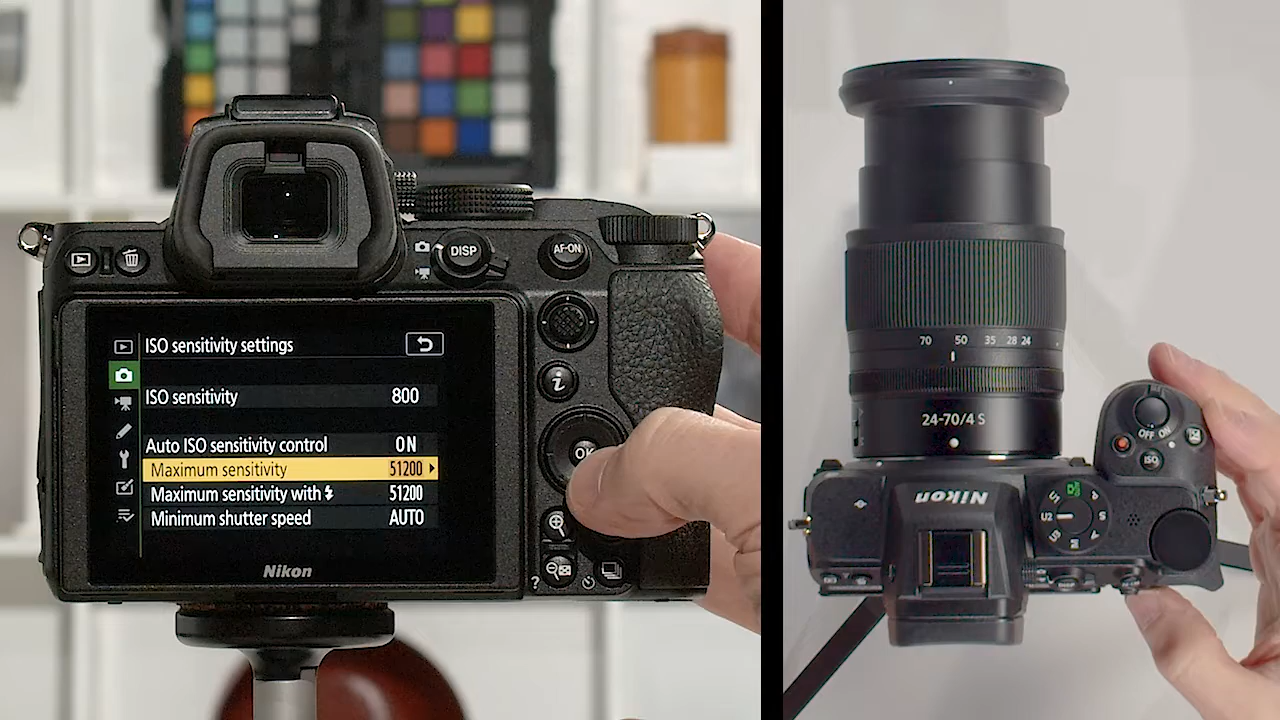 DISP
AF-ON
ISO sensitivity settings
ISO sensitivity 800
Auto ISO sensitivity control ON
Maximum sensitivity 51200
Maximum sensitivity with 51200
Minimum shutter speed AUTO
Nikon
i
OK
?
70 50 35 28 24
24-70/4 S
OFF ON
ISO
Nikon
U2
U1
P
S
A
M